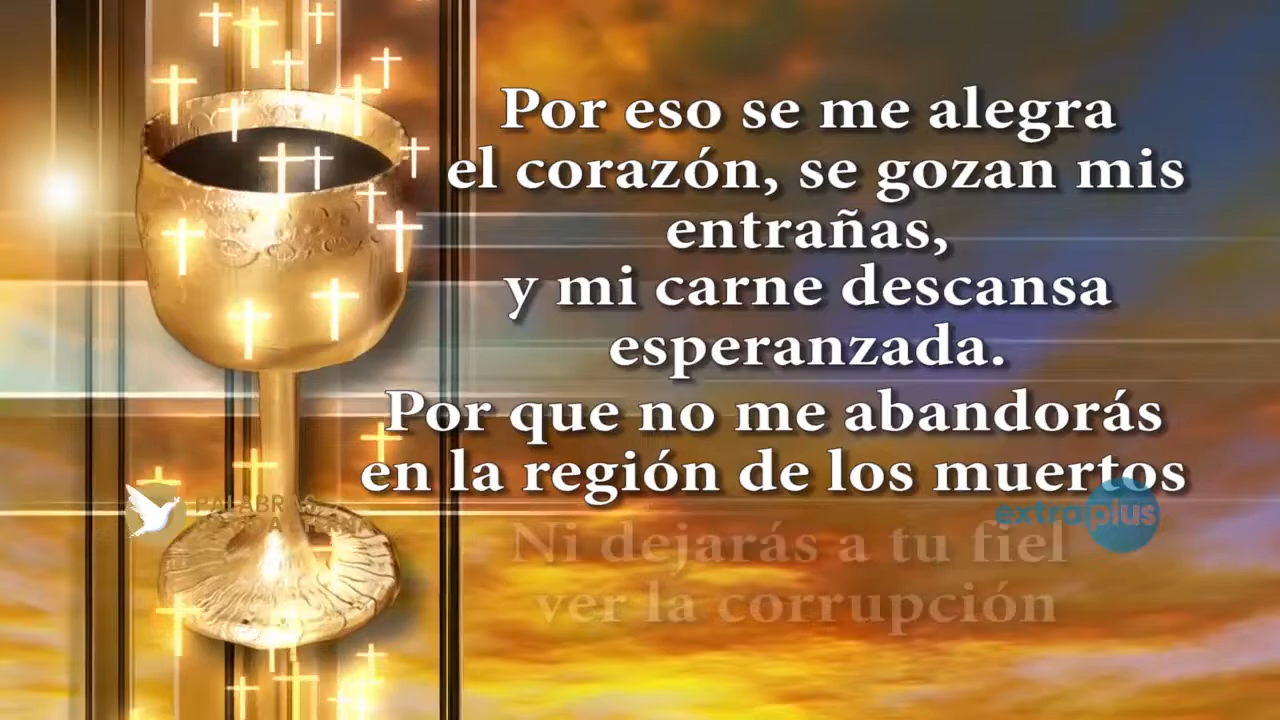 Por eso se me alegra
el corazón, se gozan mis
entrañas,
y mi carne descansa
esperanzada.
Por que no me abandorás
en la región de los muertos
Ni dejarás a tu fiel
ver la corrupción
PALABRAS
extraplus